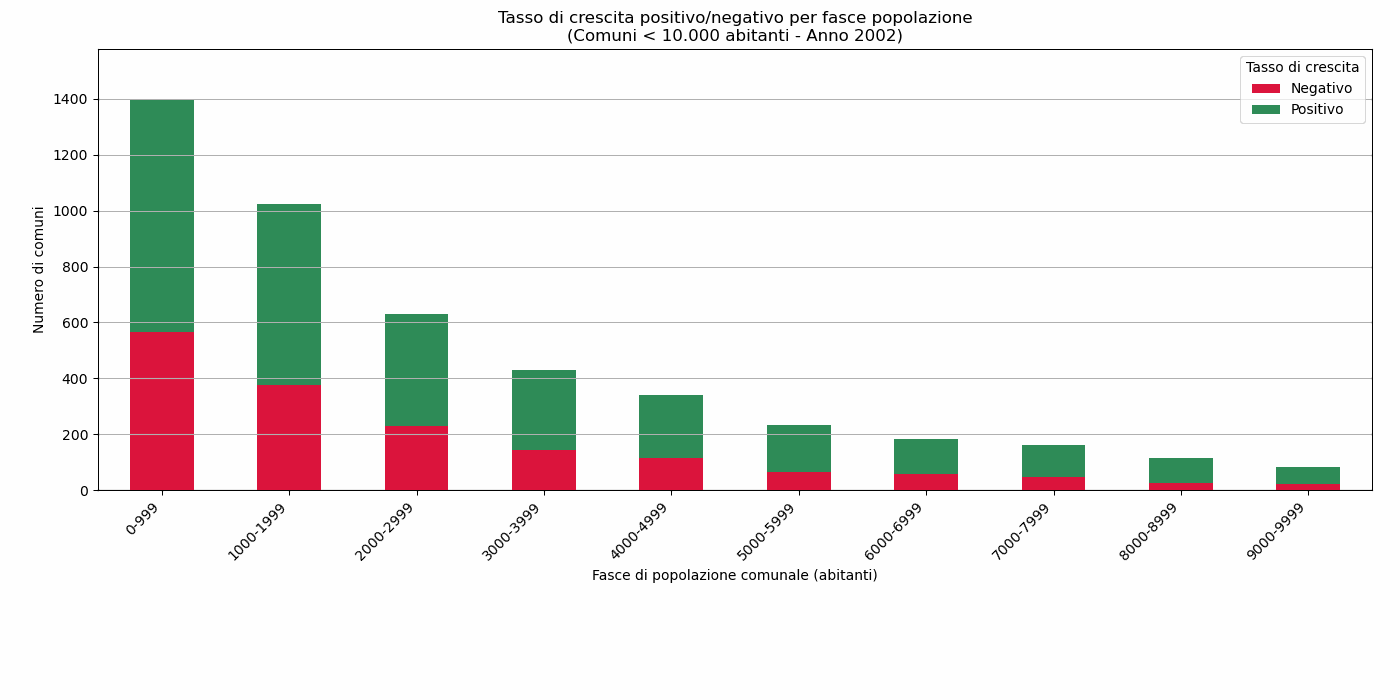 Tasso di crescita positivo/negativo per fasce popolazione
(Comuni < 10.000 abitanti - Anno 2002)
Tasso di crescita
Negativo
Positivo
Numero di comuni
1400
1200
1000
800
600
400
200
0
0-999
1000-1999
2000-2999
3000-3999
4000-4999
5000-5999
6000-6999
7000-7999
8000-8999
9000-9999
Fasce di popolazione comunale (abitanti)